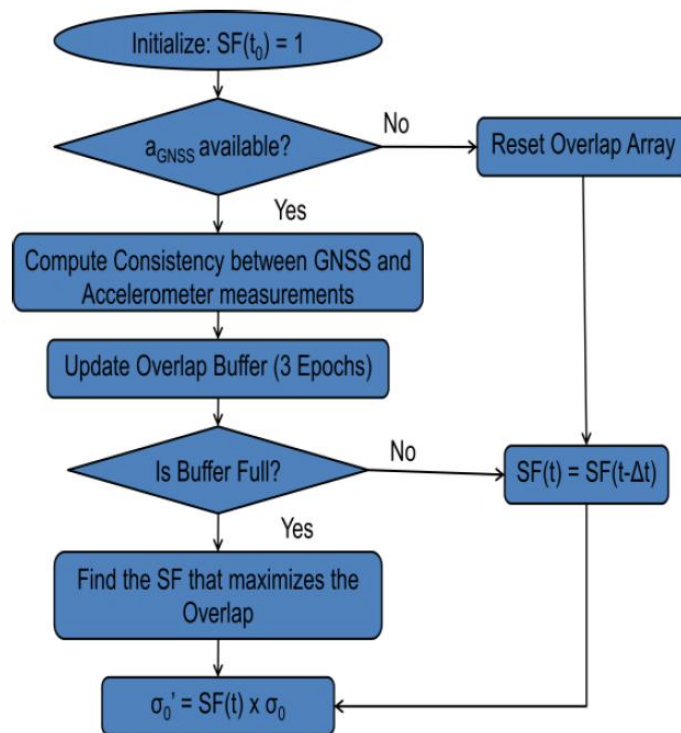 Initialize: SF(t₀) = 1
a_GNSS available?
No
Reset Overlap Array
Yes
Compute Consistency between GNSS and
Accelerometer measurements
Update Overlap Buffer (3 Epochs)
Is Buffer Full?
No
SF(t) = SF(t-Δt)
Yes
Find the SF that maximizes the
Overlap
σ₀' = SF(t) x σ₀